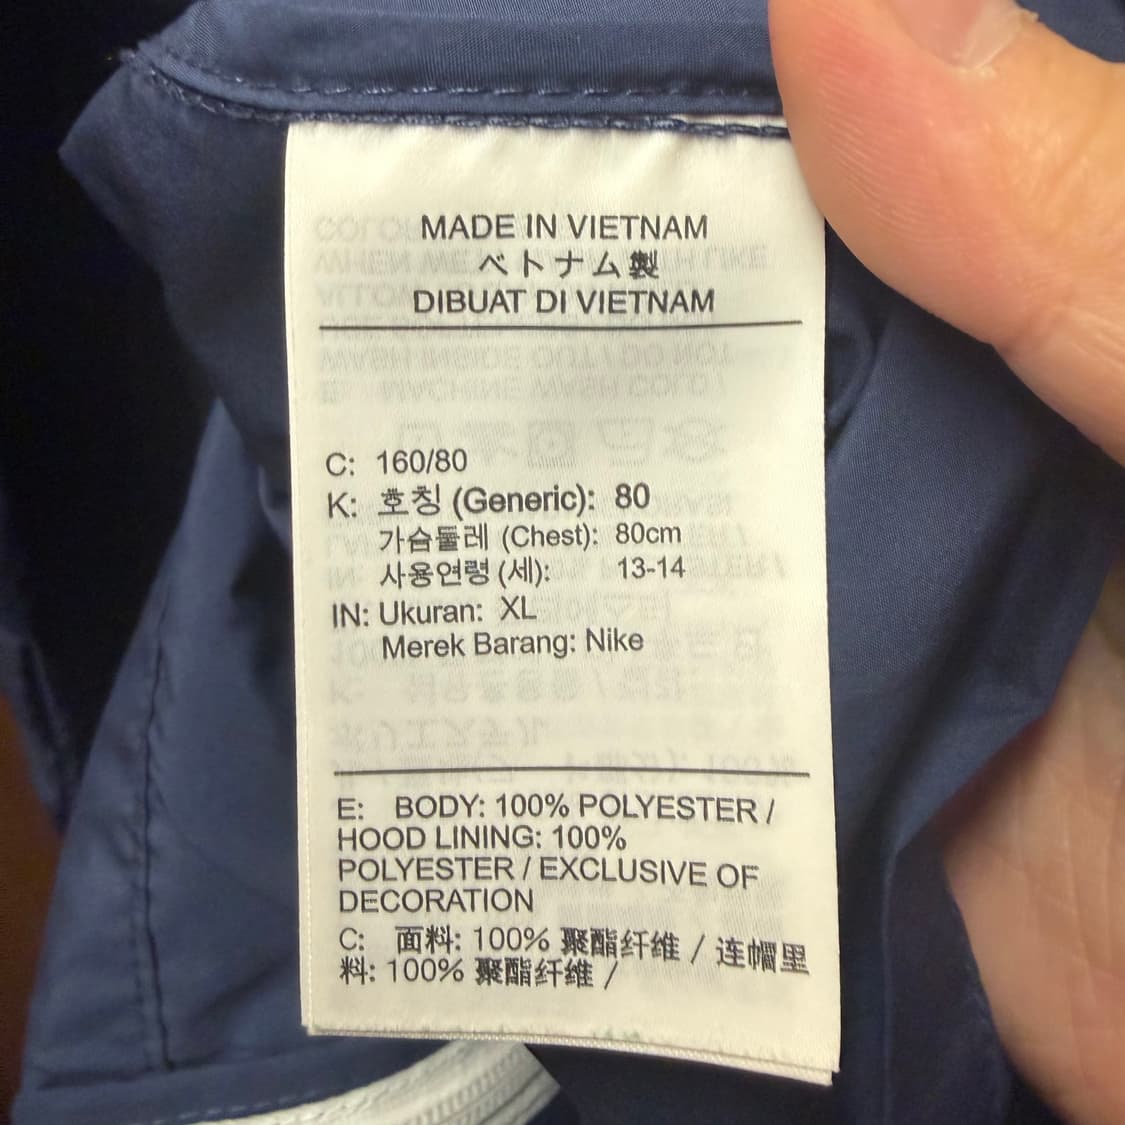 MADE IN VIETNAM
ベトナム製
DIBUAT DI VIETNAM
C: 160/80
K: 호칭 (Generic): 80
가슴둘레 (Chest): 80cm
사용연령 (세): 13-14
IN: Ukuran: XL
Merek Barang: Nike
E: BODY: 100% POLYESTER /
HOOD LINING: 100%
POLYESTER / EXCLUSIVE OF
DECORATION
C: 面料: 100% 聚酯纤维 / 连帽里
料: 100% 聚酯纤维 /